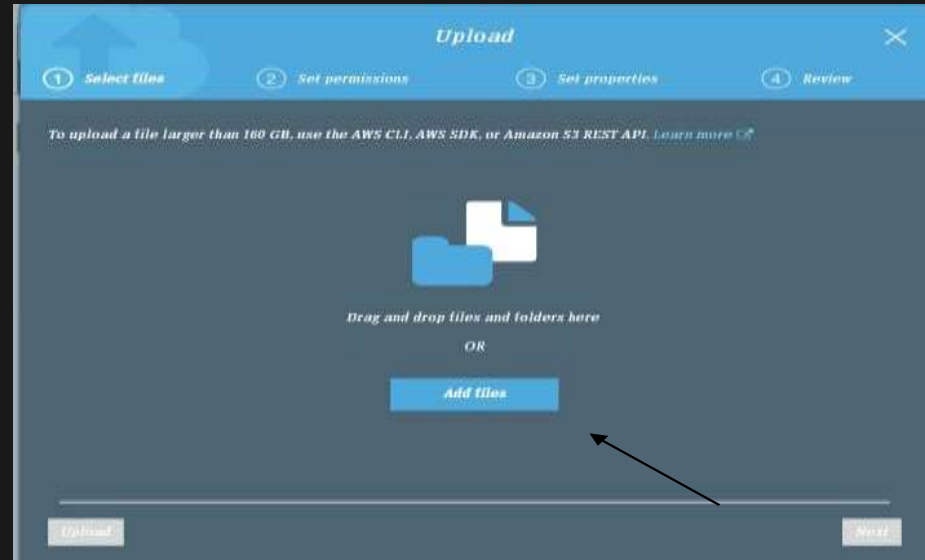 Upload
1 Select files
2 Set permissions
3 Set properties
4 Review
To upload a file larger than 160 GB, use the AWS CLI, AWS SDK, or Amazon S3 REST API. Learn more
Drag and drop files and folders here
OR
Add files
Upload
Next